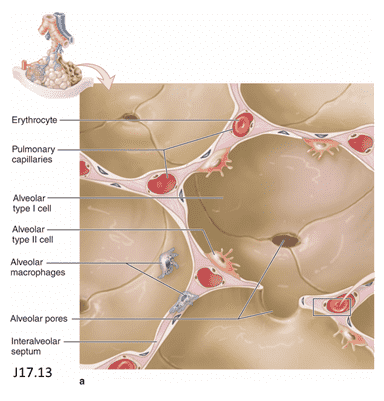 Erythrocyte
Pulmonary
capillaries
Alveolar
type I cell
Alveolar
type II cell
Alveolar
macrophages
Alveolar pores
Interalveolar
septum
J17.13
a